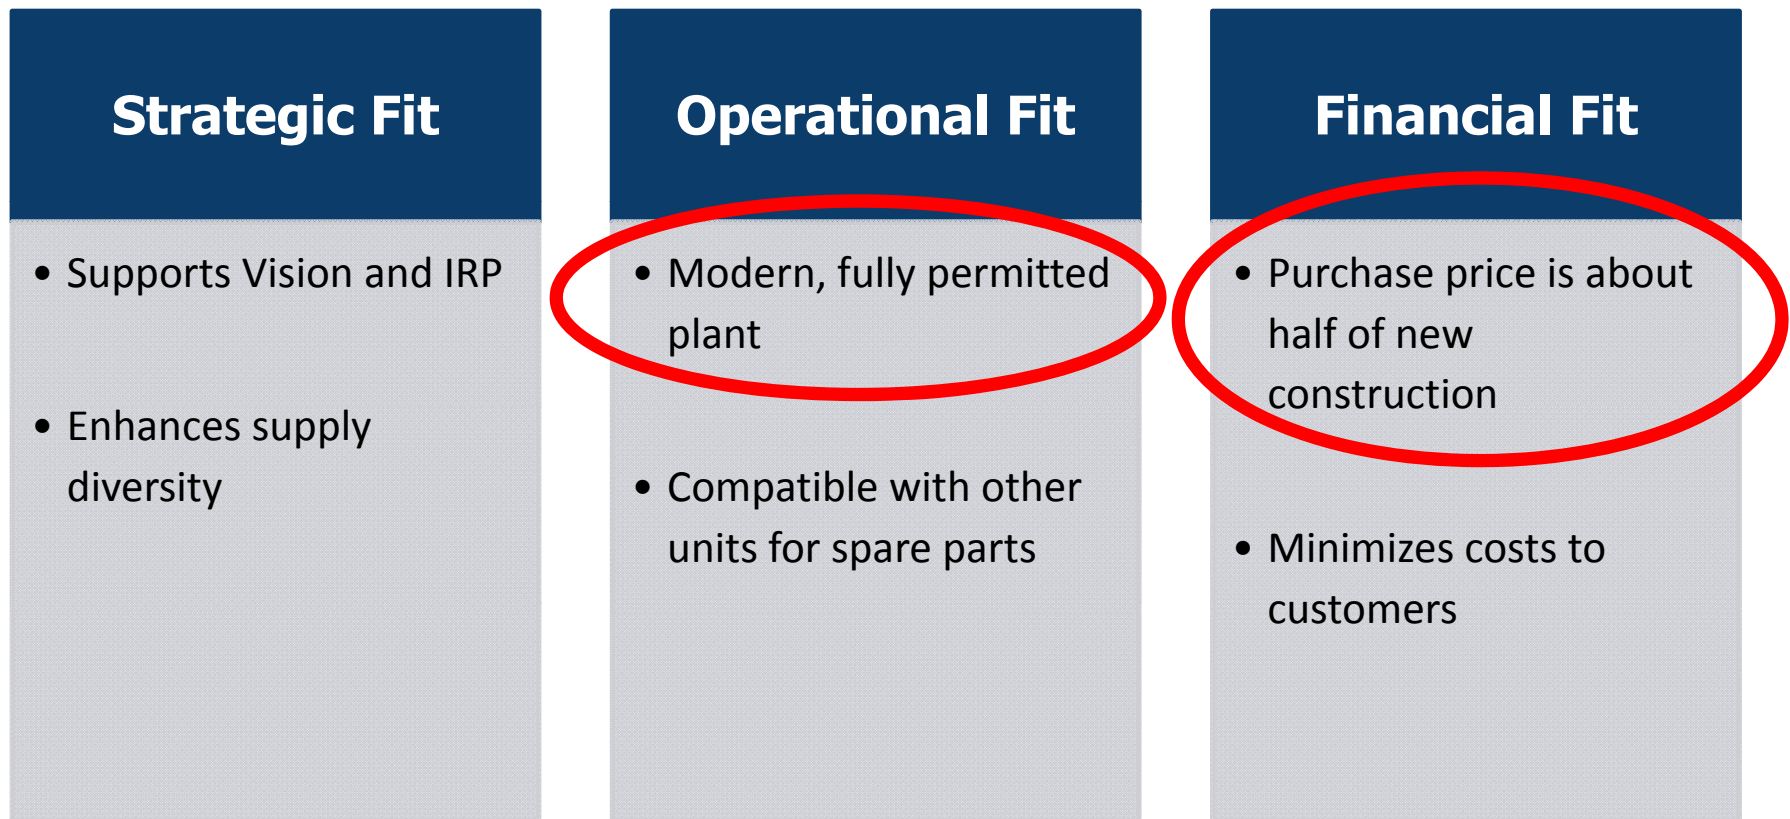 Strategic Fit
• Supports Vision and IRP
• Enhances supply
diversity
Operational Fit
• Modern, fully permitted
plant
• Compatible with other
units for spare parts
Financial Fit
• Purchase price is about
half of new
construction
• Minimizes costs to
customers